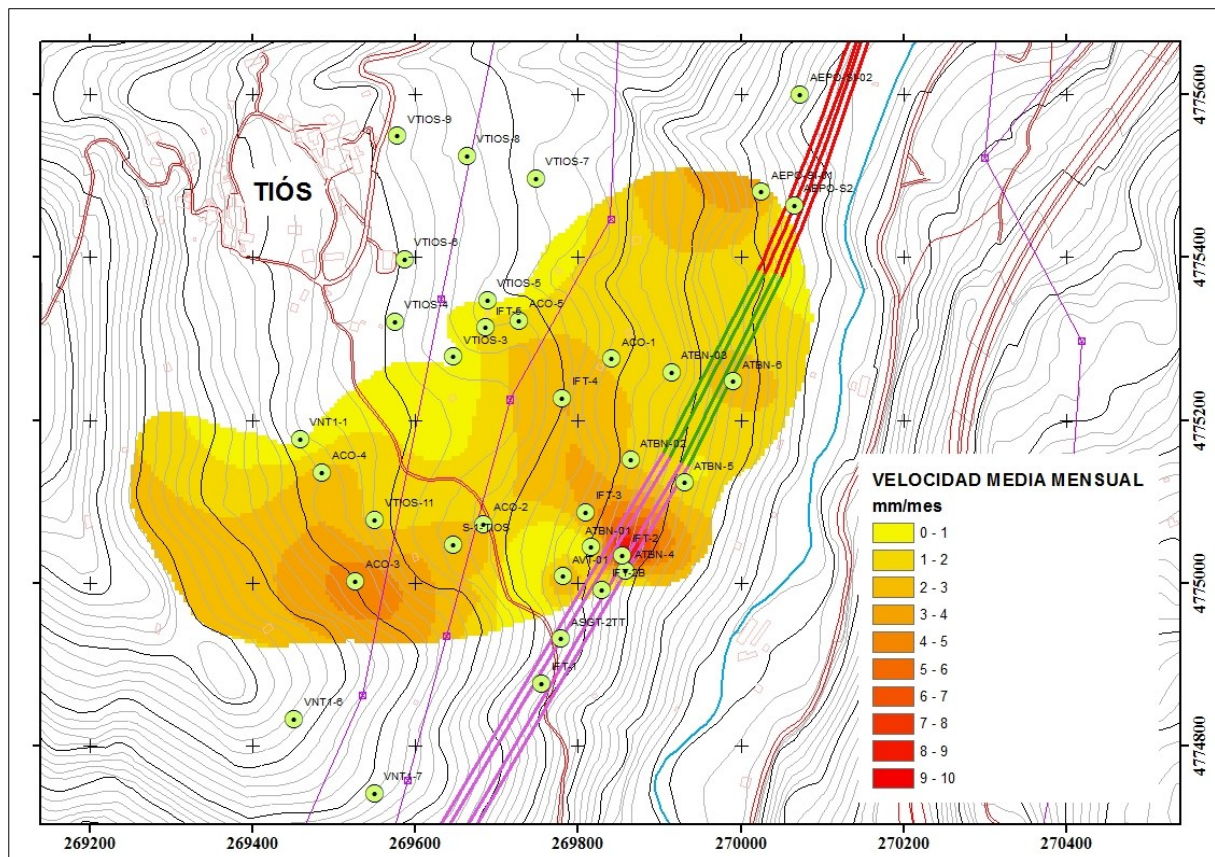 AEPO-SI-02
4775600
VTIOS-9
VTIOS-8
VTIOS-7
TIÓS
AEPO-SI-01
AEPO-S2
4775400
VTIOS-6
VTIOS-5
VTIOS-4
IFT-5
ACO-5
VTIOS-3
ACO-1
ATBN-03
ATBN-6
IFT-4
4775200
VNT1-1
ATBN-02
ACO-4
ATBN-5
VELOCIDAD MEDIA MENSUAL
mm/mes
0 - 1
1 - 2
2 - 3
3 - 4
4 - 5
5 - 6
6 - 7
7 - 8
8 - 9
9 - 10
IFT-3
VTIOS-11
ACO-2
S-1-TIOS
ATBN-01
IFT-2
ATBN-4
AVT-01
IFT-2B
ACO-3
4775000
ASGT-2TT
IFT-1
VNT1-6
4774800
VNT1-7
269200
269400
269600
269800
270000
270200
270400